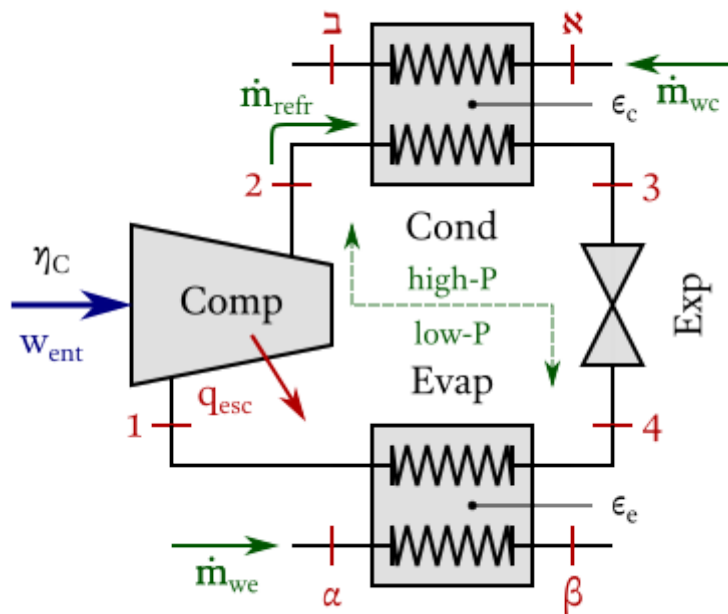 ב
א
ṁrefr
ϵc
ṁwc
2
3
Cond
ηC
high-P
Comp
Exp
low-P
went
Evap
qesc
1
4
ϵe
ṁwe
α
β